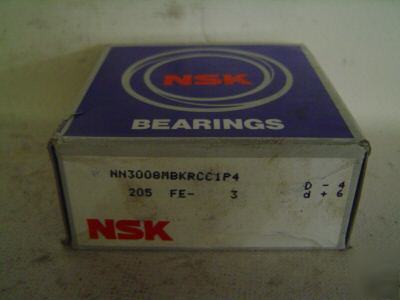 NSK
BEARINGS
NN3008MBKRCC1P4
205 FE- 3 D - 4
d + 6
NSK